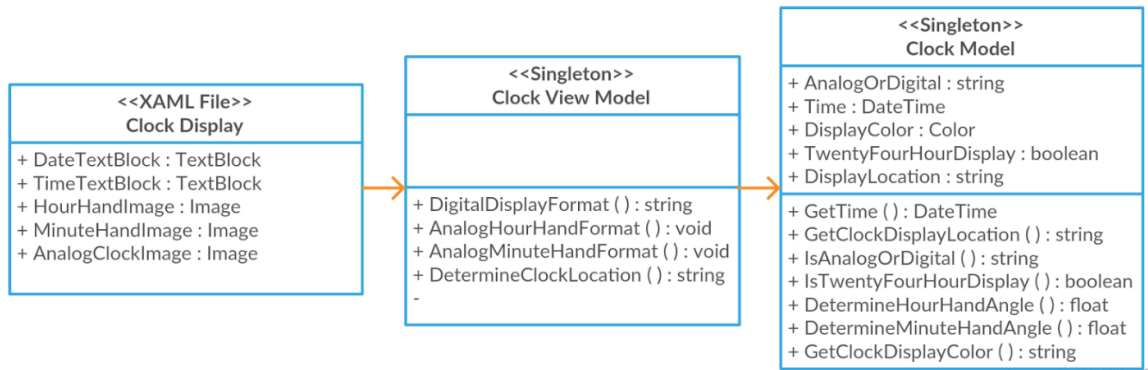 <<XAML File>>
Clock Display
+ DateTextBlock : TextBlock
+ TimeTextBlock : TextBlock
+ HourHandImage : Image
+ MinuteHandImage : Image
+ AnalogClockImage : Image
<<Singleton>>
Clock View Model
+ DigitalDisplayFormat ( ) : string
+ AnalogHourHandFormat ( ) : void
+ AnalogMinuteHandFormat ( ) : void
+ DetermineClockLocation ( ) : string
-
<<Singleton>>
Clock Model
+ AnalogOrDigital : string
+ Time : DateTime
+ DisplayColor : Color
+ TwentyFourHourDisplay : boolean
+ DisplayLocation : string
+ GetTime ( ) : DateTime
+ GetClockDisplayLocation ( ) : string
+ IsAnalogOrDigital ( ) : string
+ IsTwentyFourHourDisplay ( ) : boolean
+ DetermineHourHandAngle ( ) : float
+ DetermineMinuteHandAngle ( ) : float
+ GetClockDisplayColor ( ) : string